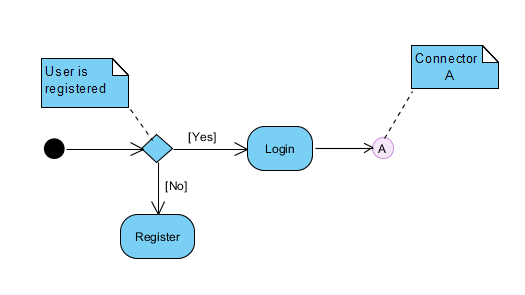 Connector
A
User is
registered
[Yes]
Login
A
[No]
Register